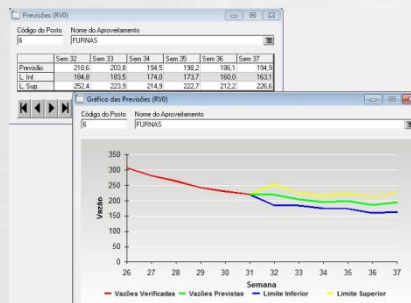 Previsões (RV0)
Código do Posto Nome do Aproveitamento
6 FURNAS
Sem 32 Sem 33 Sem 34 Sem 35 Sem 36 Sem 37
Previsão 218,6 203,8 194,5 198,2 186,1 194,9
L. Inf. 184,8 183,5 174,0 173,7 160,0 163,1
L. Sup. 252,4 223,9 214,9 222,7 212,2 226,6
Gráfico das Previsões (RV0)
Código do Posto Nome do Aproveitamento
6 FURNAS
350
300
250
200
150
100
50
0
Vazão
26 27 28 29 30 31 32 33 34 35 36 37
Semana
Vazões Verificadas Vazões Previstas Limite Inferior Limite Superior